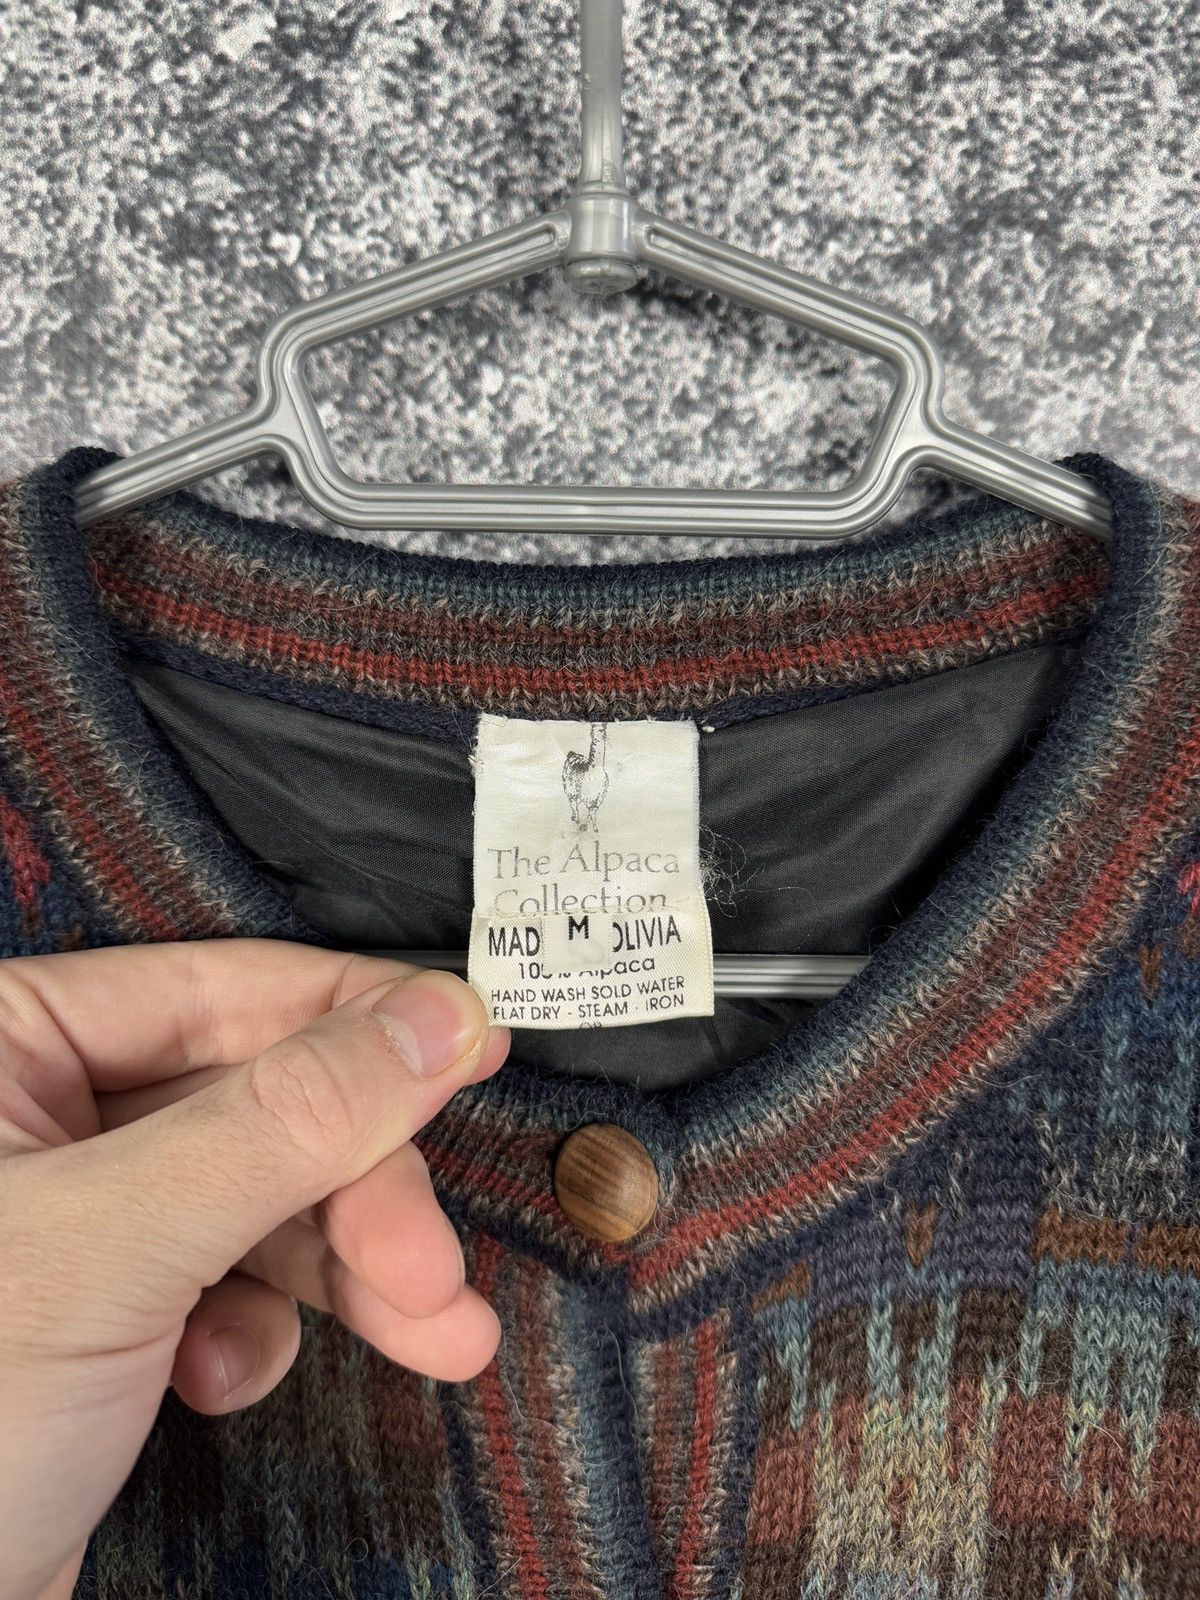 The Alpaca
Collection
MAD M OLIVIA
100% Alpaca
HAND WASH SOLD WATER
FLAT DRY - STEAM - IRON